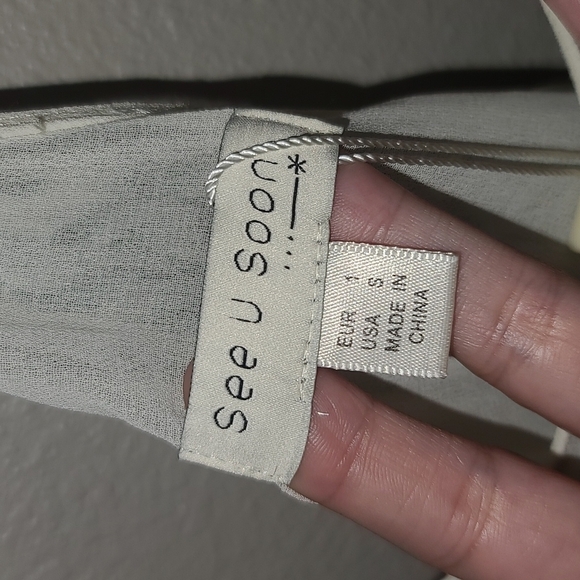 see u soon
...—*
EUR 1
USA S
MADE IN
CHINA